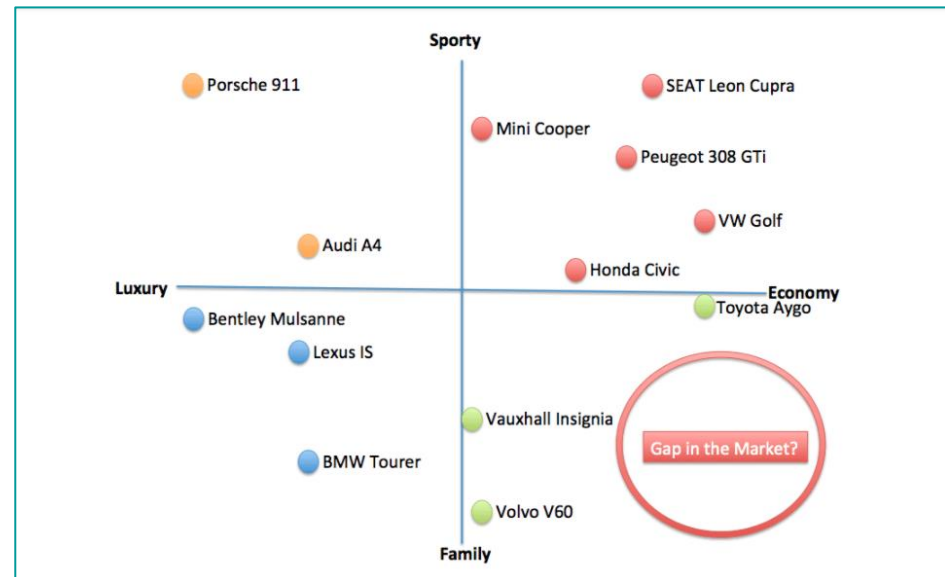 Sporty
Porsche 911
SEAT Leon Cupra
Mini Cooper
Peugeot 308 GTi
VW Golf
Audi A4
Honda Civic
Luxury
Economy
Toyota Aygo
Bentley Mulsanne
Lexus IS
Vauxhall Insignia
Gap in the Market?
BMW Tourer
Volvo V60
Family